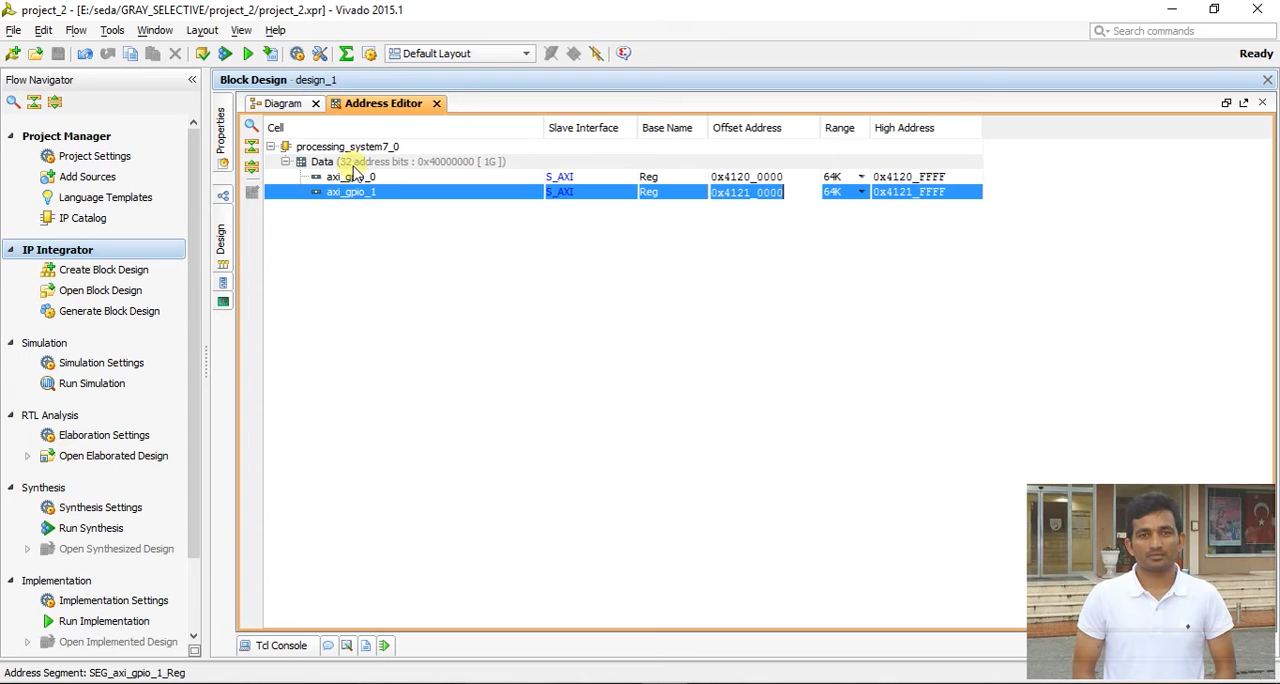 project_2 - [E:/seda/GRAY_SELECTIVE/project_2/project_2.xpr] - Vivado 2015.1
File Edit Flow Tools Window Layout View Help
Search commands
Default Layout
Ready
Flow Navigator
Block Design - design_1
Diagram Address Editor
Cell Slave Interface Base Name Offset Address Range High Address
processing_system7_0
Data (32 address bits : 0x40000000 [ 1G ])
axi_gpio_0 S_AXI Reg 0x4120_0000 64K 0x4120_FFFF
axi_gpio_1 S_AXI Reg 0x4121_0000 64K 0x4121_FFFF
Properties
Design
Project Manager
Project Settings
Add Sources
Language Templates
IP Catalog
IP Integrator
Create Block Design
Open Block Design
Generate Block Design
Simulation
Simulation Settings
Run Simulation
RTL Analysis
Elaboration Settings
Open Elaborated Design
Synthesis
Synthesis Settings
Run Synthesis
Open Synthesized Design
Implementation
Implementation Settings
Run Implementation
Open Implemented Design
Tcl Console
Address Segment: SEG_axi_gpio_1_Reg